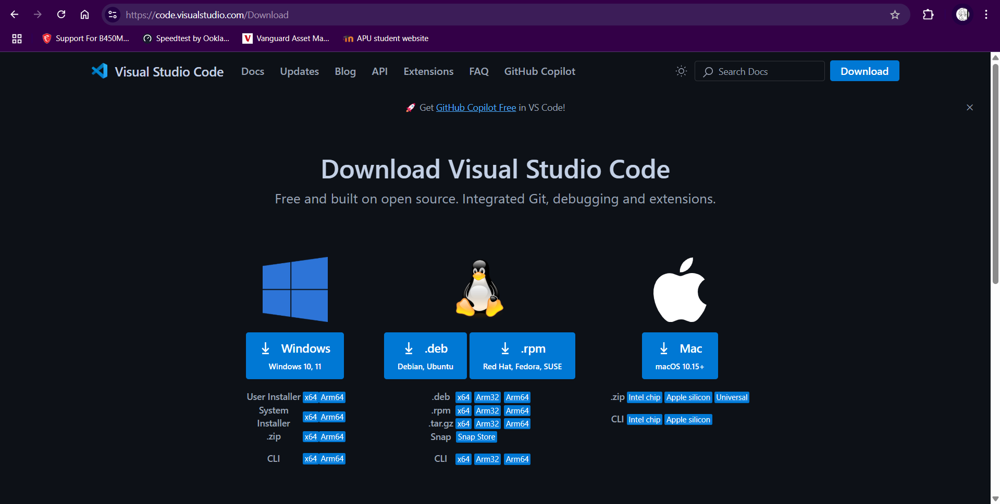 https://code.visualstudio.com/Download
Support For B450M... Speedtest by Ookla... Vanguard Asset Ma... APU student website
Visual Studio Code Docs Updates Blog API Extensions FAQ GitHub Copilot Search Docs Download
🚀 Get GitHub Copilot Free in VS Code!
Download Visual Studio Code
Free and built on open source. Integrated Git, debugging and extensions.
Windows
Windows 10, 11
User Installer x64 Arm64
System
Installer x64 Arm64
.zip x64 Arm64
CLI x64 Arm64
.deb
Debian, Ubuntu
.rpm
Red Hat, Fedora, SUSE
.deb x64 Arm32 Arm64
.rpm x64 Arm32 Arm64
.tar.gz x64 Arm32 Arm64
Snap Snap Store
CLI x64 Arm32 Arm64
Mac
macOS 10.15+
.zip Intel chip Apple silicon Universal
CLI Intel chip Apple silicon